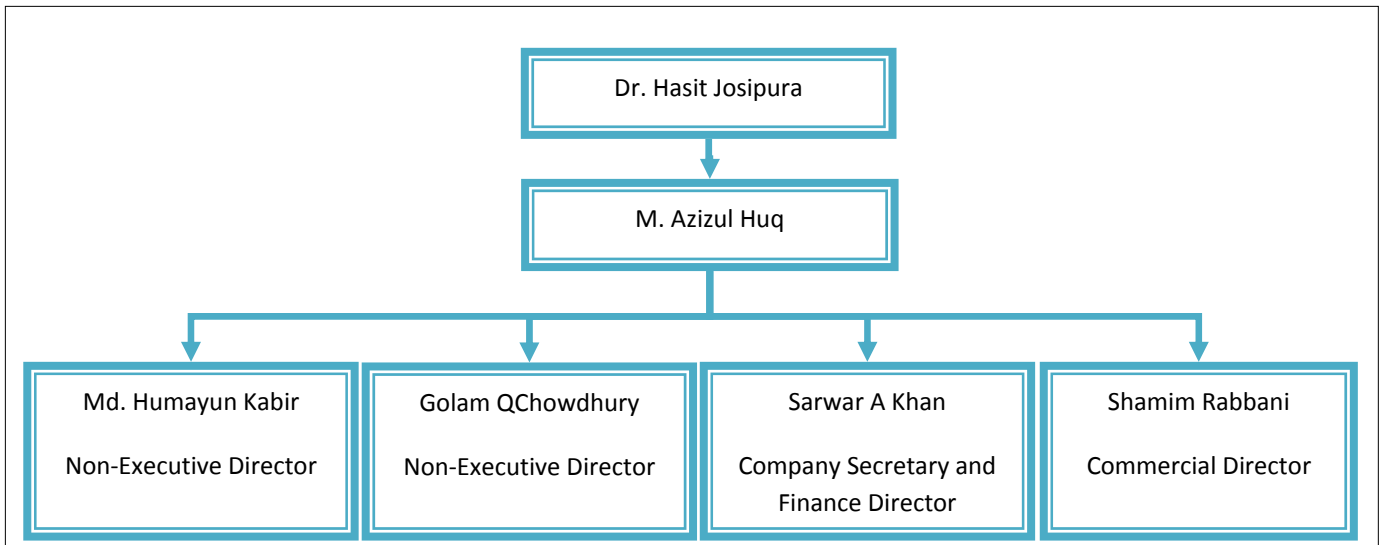 Dr. Hasit Josipura
M. Azizul Huq
Md. Humayun Kabir
Non-Executive Director
Golam QChowdhury
Non-Executive Director
Sarwar A Khan
Company Secretary and
Finance Director
Shamim Rabbani
Commercial Director